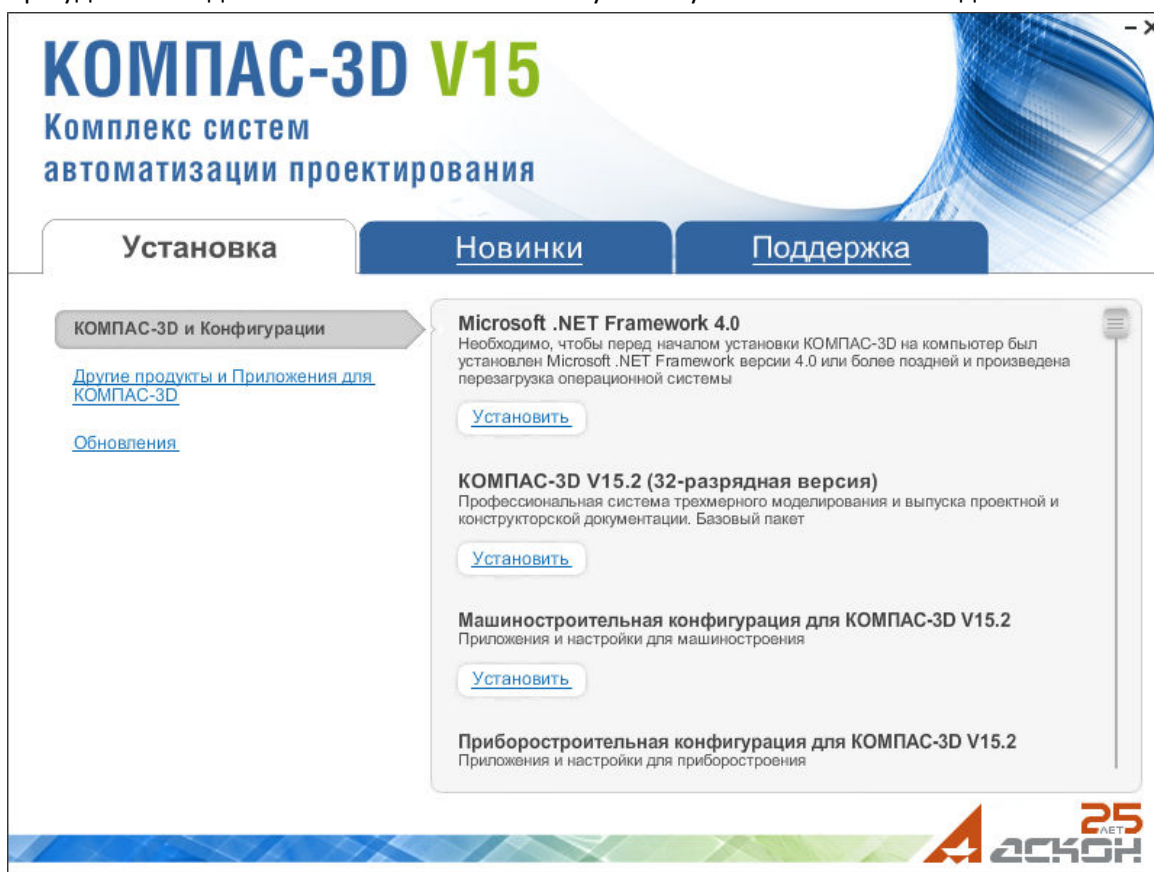 КОМПАС-3D V15
Комплекс систем
автоматизации проектирования
Установка
Новинки
Поддержка
КОМПАС-3D и Конфигурации
Другие продукты и Приложения для
КОМПАС-3D
Обновления
Microsoft .NET Framework 4.0
Необходимо, чтобы перед началом установки КОМПАС-3D на компьютер был
установлен Microsoft .NET Framework версии 4.0 или более поздней и произведена
перезагрузка операционной системы
Установить
КОМПАС-3D V15.2 (32-разрядная версия)
Профессиональная система трехмерного моделирования и выпуска проектной и
конструкторской документации. Базовый пакет
Установить
Машиностроительная конфигурация для КОМПАС-3D V15.2
Приложения и настройки для машиностроения
Установить
Приборостроительная конфигурация для КОМПАС-3D V15.2
Приложения и настройки для приборостроения
25
ЛЕТ
АСКОН